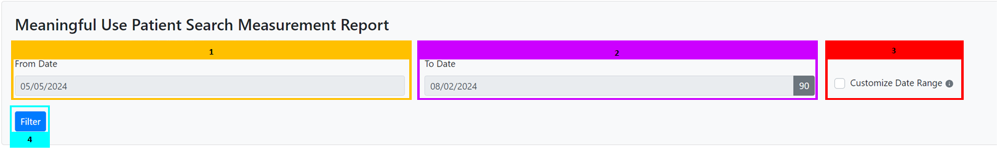 Meaningful Use Patient Search Measurement Report
1
2
3
From Date
To Date
05/05/2024
08/02/2024
90
Customize Date Range
Filter
4